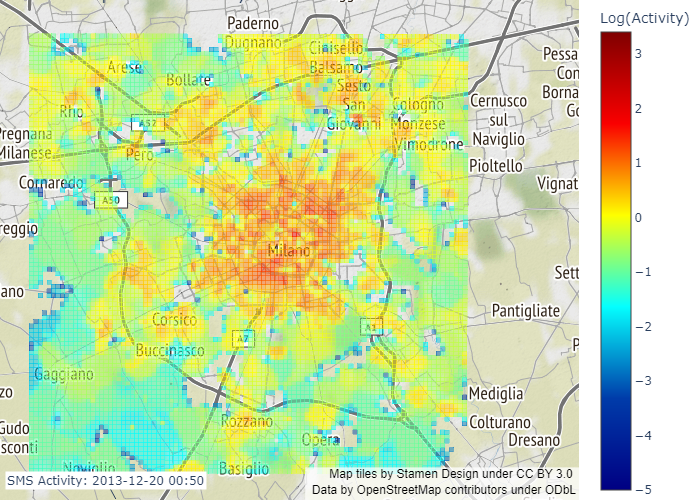 Log(Activity)
3
2
1
0
−1
−2
−3
−4
−5
Paderno
Dugnano
Cinisello
Balsamo
Arese
Bollate
Sesto
San
Giovanni
Rho
A52
Pero
Cologno
Monzese
Vimodrone
Cernusco
sul
Naviglio
Pioltello
Pessa
Con
Borna
Go
Pregnana
Milanese
Cornaredo
A50
Vignat
reggio
Milano
Sett
ano
Pantigliate
Corsico
A7
A1
P
Buccinasco
Gaggiano
zo
Mediglia
Rozzano
Colturano
Gudo
sconti
Opera
Dresano
Noviglio
Basiglio
SMS Activity: 2013-12-20 00:50
Map tiles by Stamen Design under CC BY 3.0
Data by OpenStreetMap contributors under ODbL